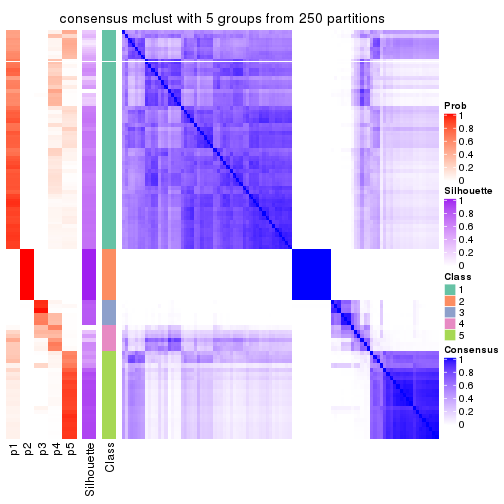 consensus mclust with 5 groups from 250 partitions
Prob
1
0.8
0.6
0.4
0.2
0
Silhouette
1
0.8
0.6
0.4
0.2
0
Class
1
2
3
4
5
Consensus
1
0.8
0.6
0.4
0.2
0
p1
p2
p3
p4
p5
Silhouette
Class